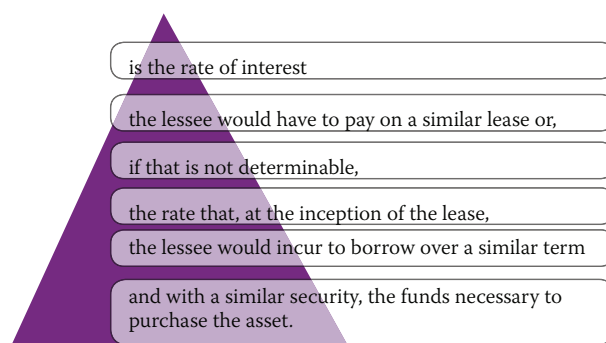 is the rate of interest
the lessee would have to pay on a similar lease or,
if that is not determinable,
the rate that, at the inception of the lease,
the lessee would incur to borrow over a similar term
and with a similar security, the funds necessary to
purchase the asset.